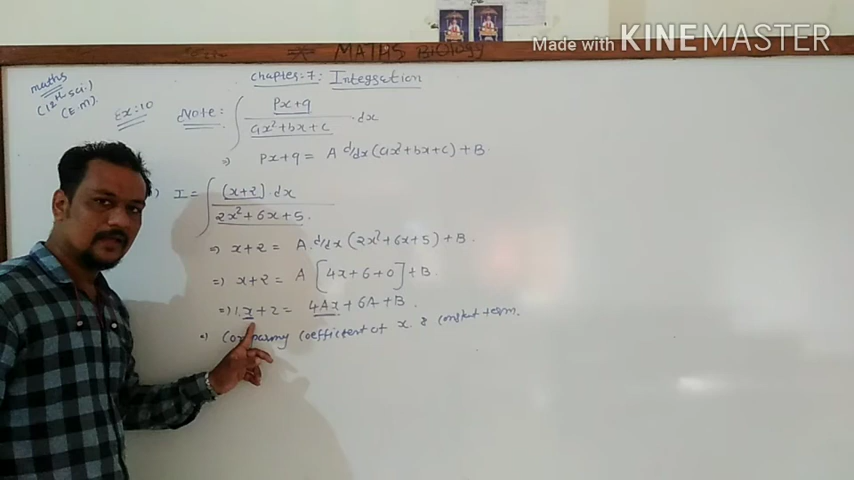 Made with KINEMASTER
MATHS BIOLOGY
Maths
(12th sci.)
(E.M).
Chapter:7: Integration
Ex:10
Note: ∫ px+q / ax²+bx+c · dx
⇒ px+q = A d/dx (ax²+bx+c) + B.
I = ∫ (x+2) · dx / 2x²+6x+5.
⇒ x+2 = A. d/dx (2x²+6x+5) + B.
⇒ x+2 = A [4x+6+0] + B.
⇒ 1.x+2 = 4Ax + 6A + B.
⇒ Comparing coefficient of x. & constant term.